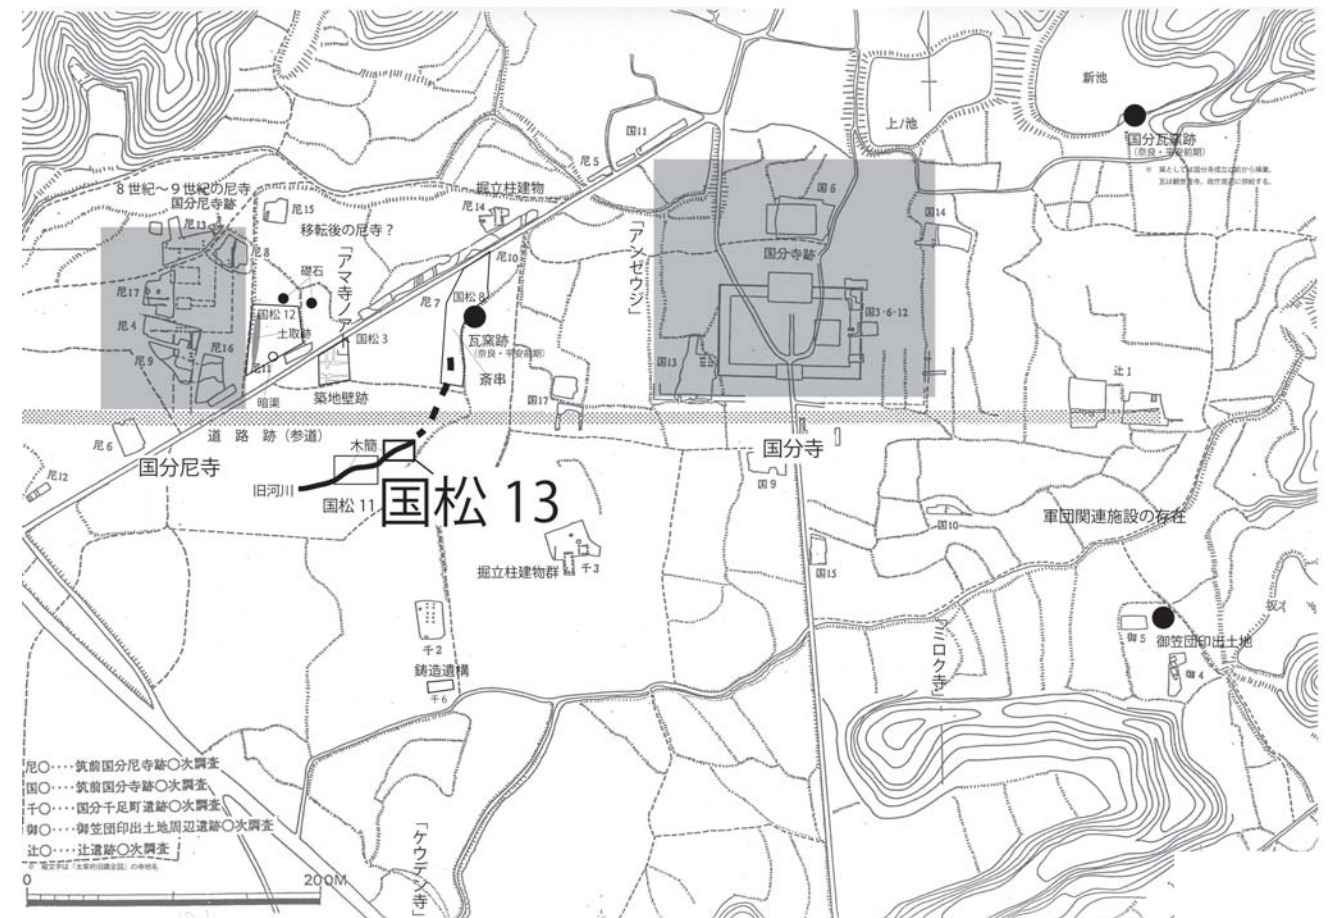 新池
国分瓦窯跡
(奈良・平安前期)
上ノ池
国11
尼5
8世紀~9世紀の尼寺
国分尼寺跡
尼13
尼15
移転後の尼寺?
掘立柱建物
尼14
国6
国14
「アンゼウジ」
国分寺跡
尼8
礎石
尼10
尼17
尼7
国松8
国松12
土取跡
国松3
瓦窯跡
(奈良・平安前期)
国3・6・12
尼4
尼16
尼9
尼11
斎串
国13
辻1
暗渠
築地壁跡
国17
道路跡(参道)
尼6
木簡
国分尼寺
国分寺
尼12
旧河川
国松11
国松 13
国9
国10
軍団関連施設の存在
掘立柱建物群
千3
国15
御5
御笠団印出土地
御4
千2
鋳造遺構
千6
尼〇····筑前国分尼寺跡〇次調査
国〇····筑前国分寺跡〇次調査
千〇····国分千足町遺跡〇次調査
御〇····御笠団印出土地周辺遺跡〇次調査
辻〇····辻遺跡〇次調査
「ケウデン寺」
0
200M